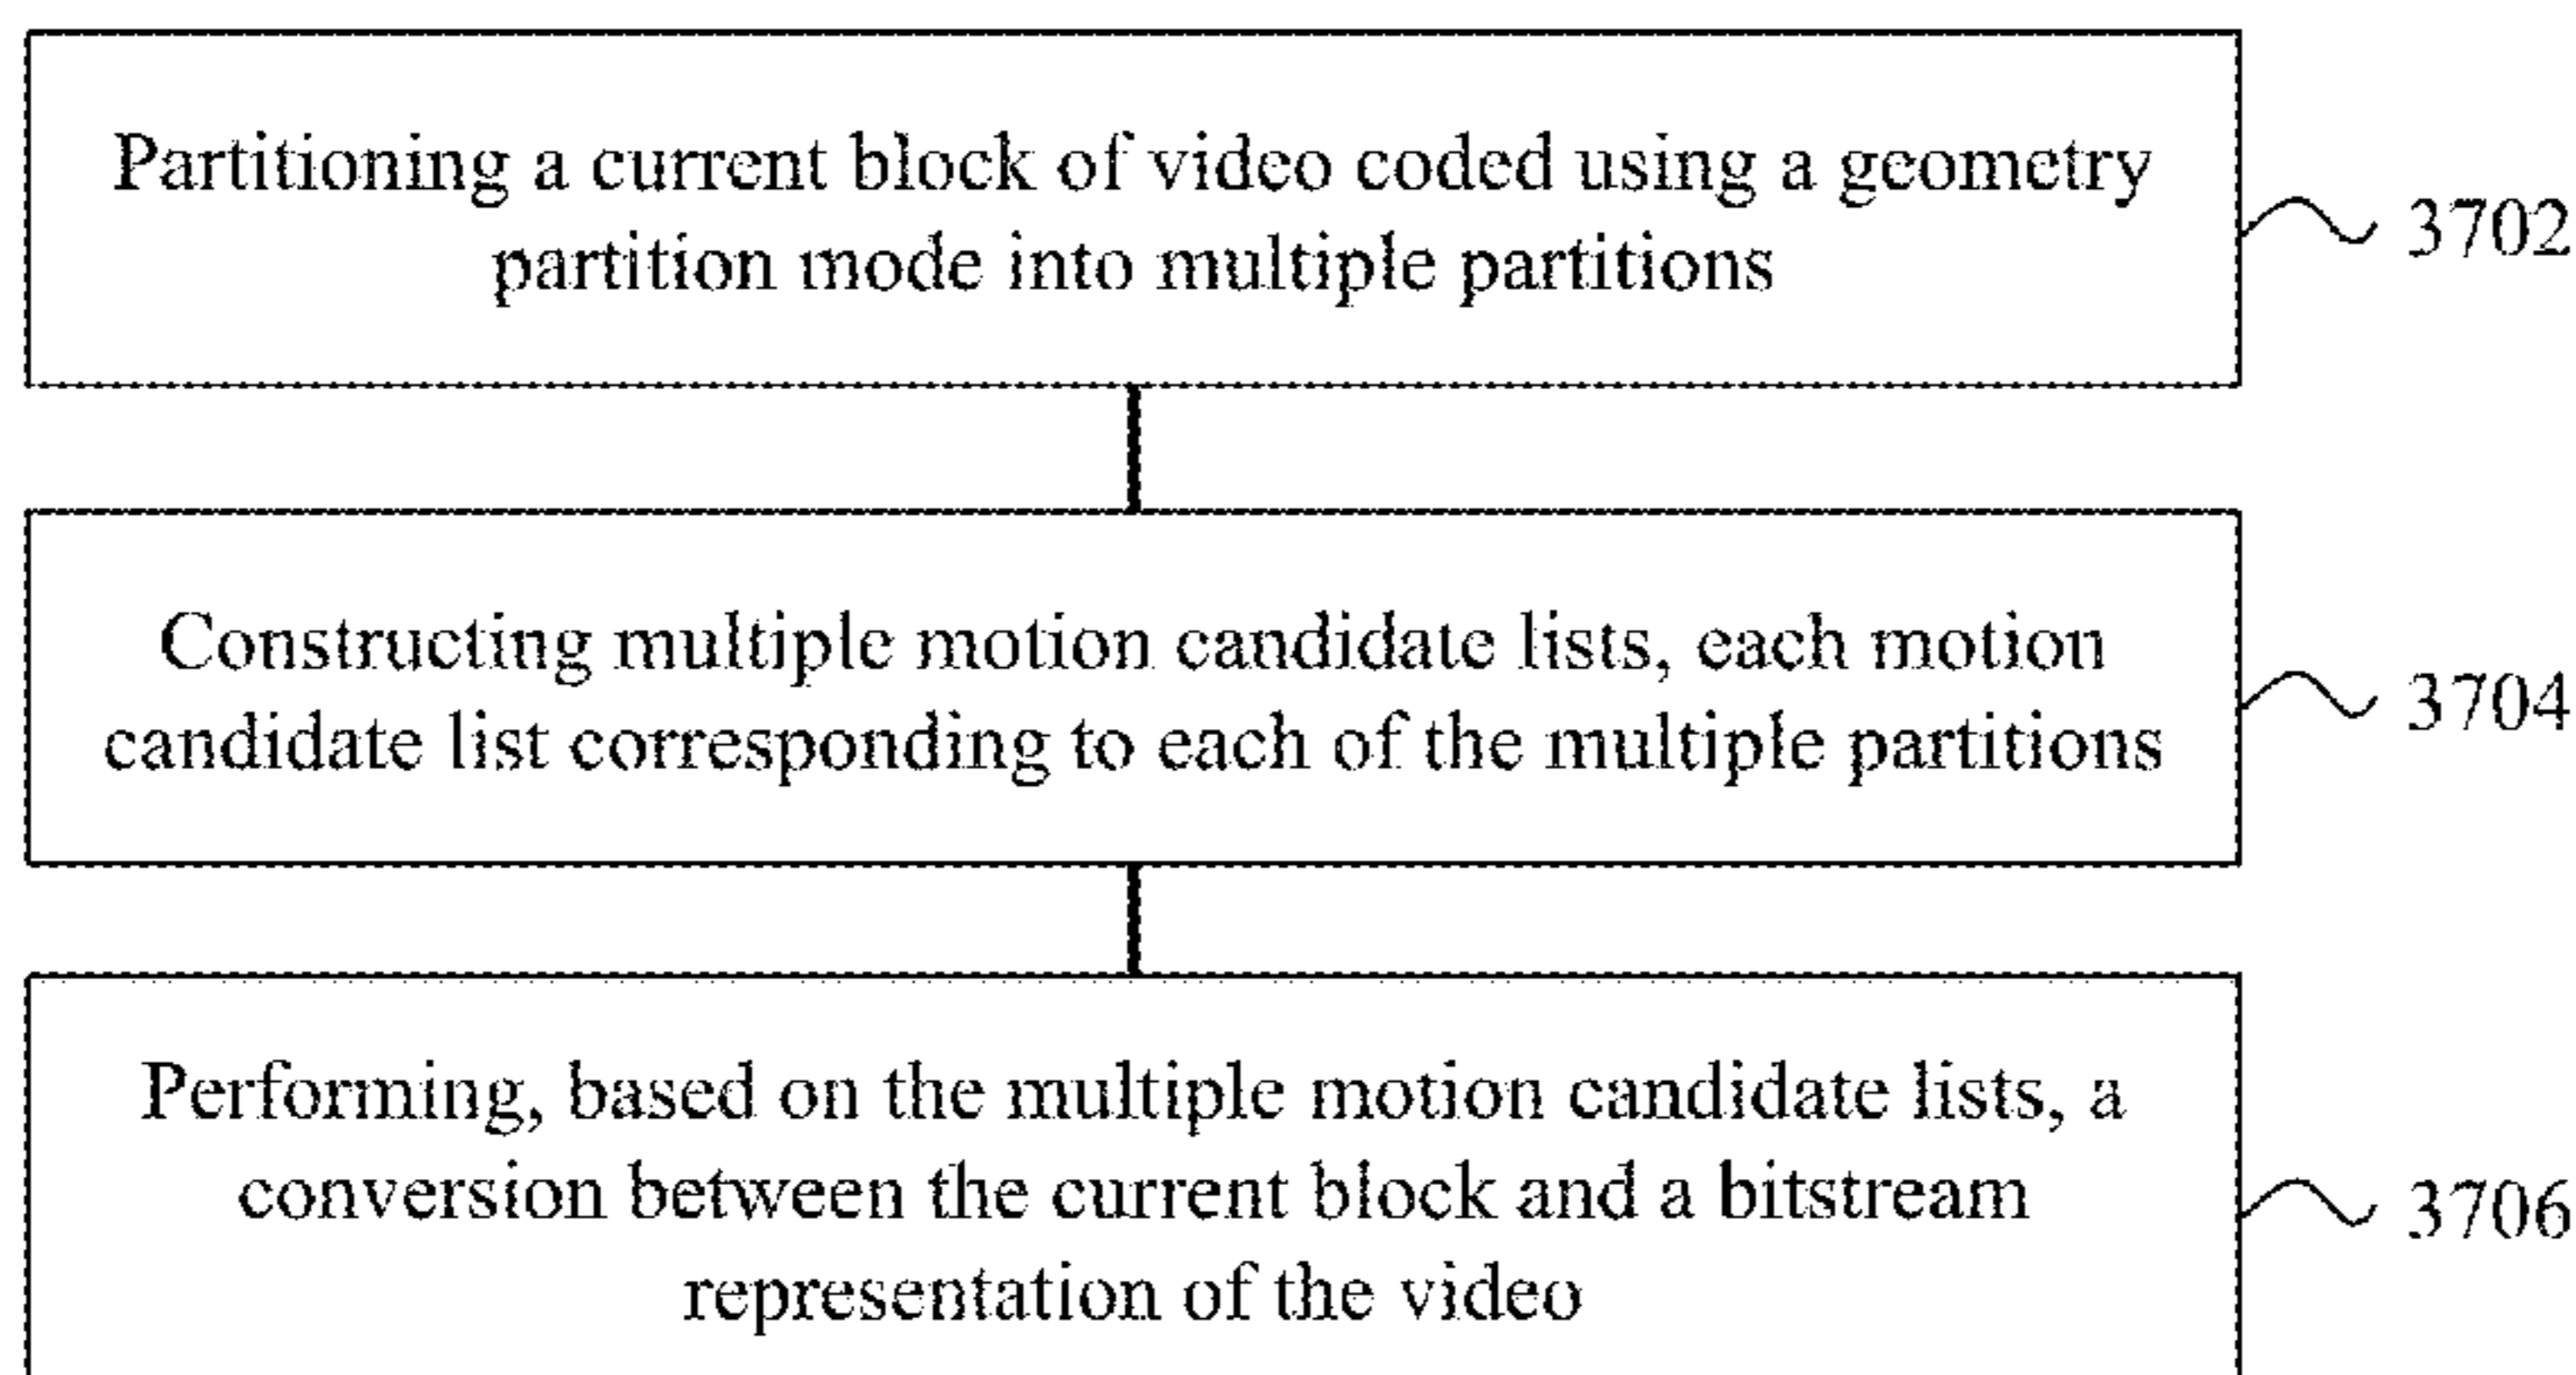 Partitioning a current block of video coded using a geometry
partition mode into multiple partitions
3702
Constructing multiple motion candidate lists, each motion
candidate list corresponding to each of the multiple partitions
3704
Performing, based on the multiple motion candidate lists, a
conversion between the current block and a bitstream
representation of the video
3706